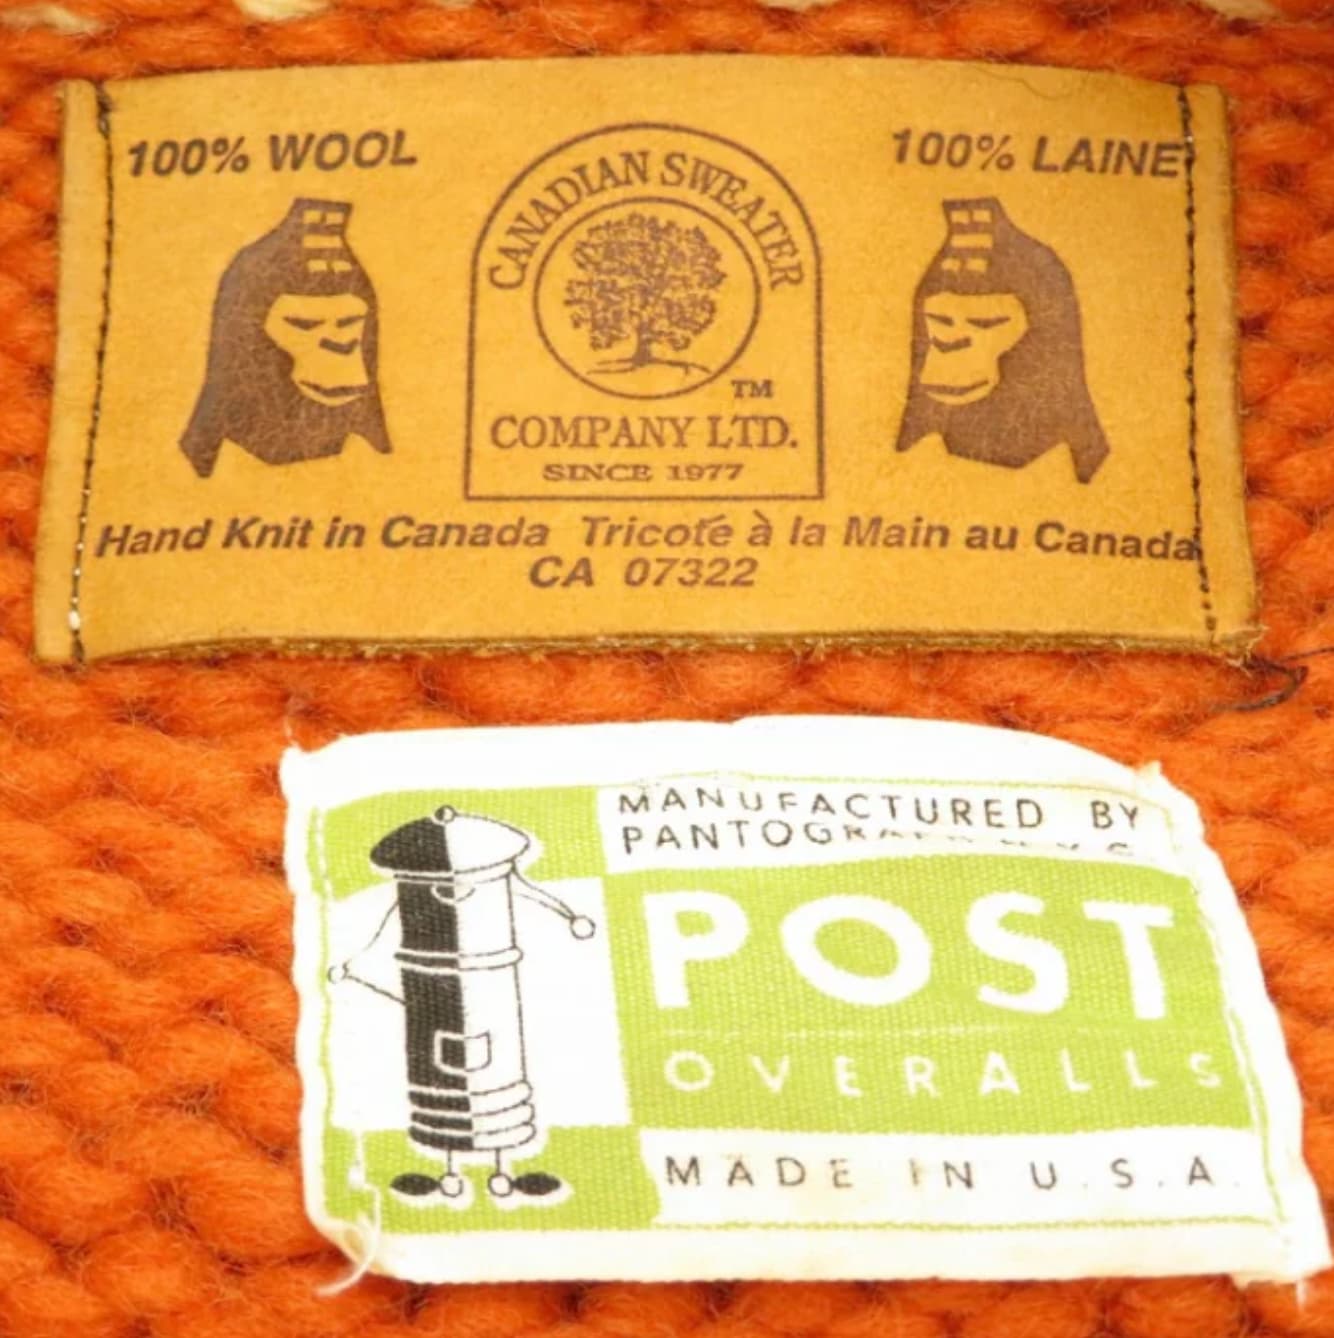 100% WOOL
100% LAINE
CANADIAN SWEATER
TM
COMPANY LTD.
SINCE 1977
Hand Knit in Canada Tricoté à la Main au Canada
CA 07322
MANUFACTURED BY
POST
OVERALLS
MADE IN U.S.A.